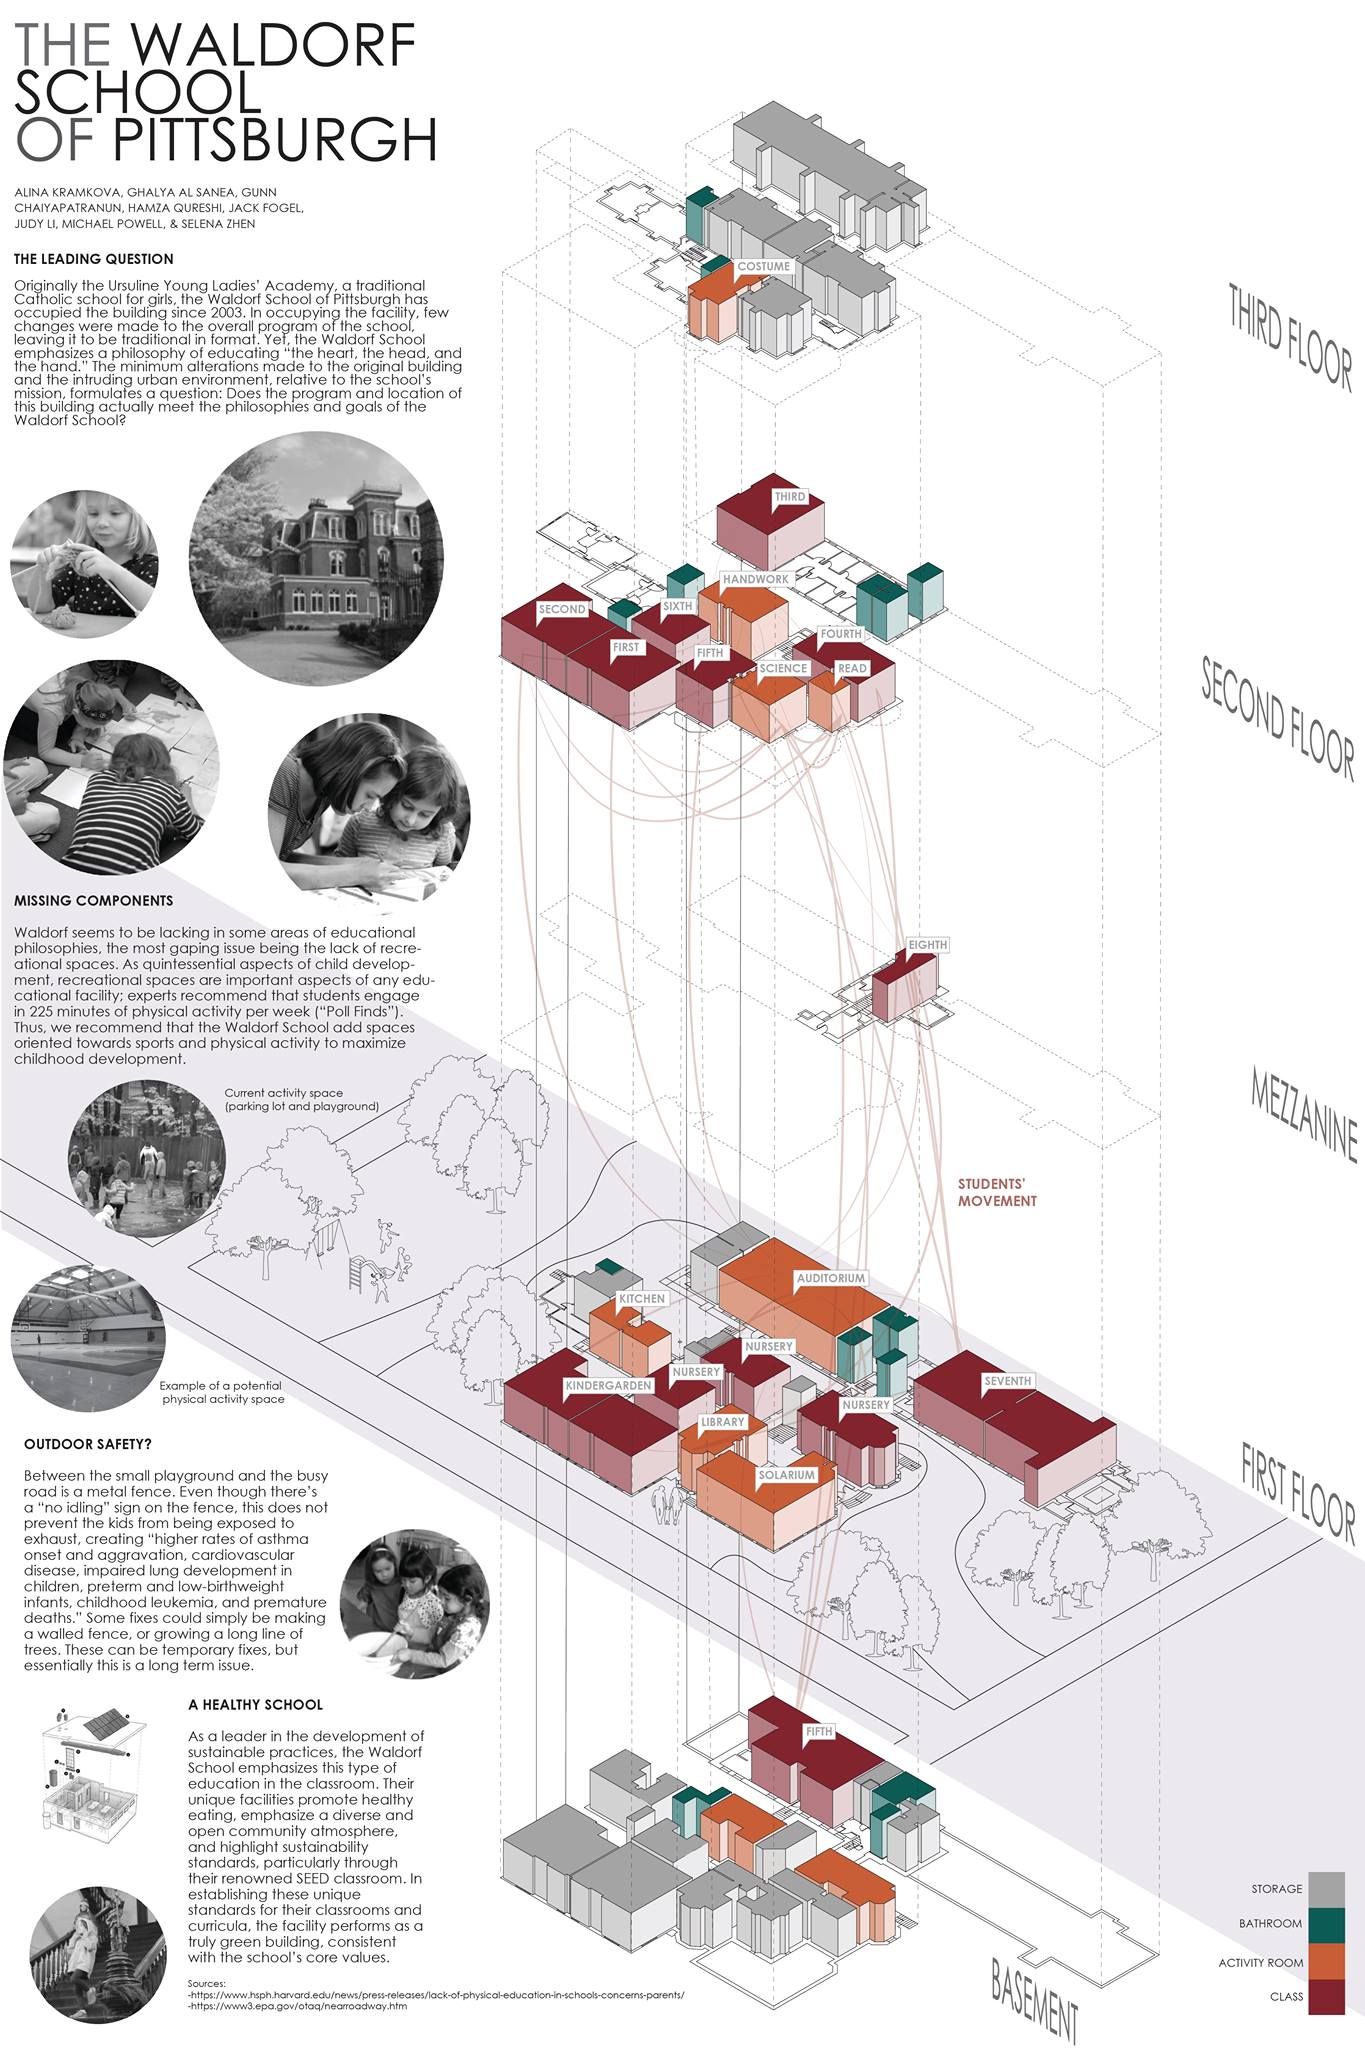 THE WALDORF
SCHOOL
OF PITTSBURGH
ALINA KRAMKOVA, GHALYA AL SANEA, GUNN
CHAIYAPATRANUN, HAMZA QURESHI, JACK FOGEL,
JUDY LI, MICHAEL POWELL, & SELENA ZHEN
THE LEADING QUESTION
Originally the Ursuline Young Ladies' Academy, a traditional
Catholic school for girls, the Waldorf School of Pittsburgh has
occupied the building since 2003. In occupying the facility, few
changes were made to the overall program of the school,
leaving it to be traditional in format. Yet, the Waldorf School
emphasizes a philosophy of educating “the heart, the head, and
the hand.” The minimum alterations made to the original building
and the intruding urban environment, relative to the school's
mission, formulates a question: Does the program and location of
this building actually meet the philosophies and goals of the
Waldorf School?
MISSING COMPONENTS
Waldorf seems to be lacking in some areas of educational
philosophies, the most gaping issue being the lack of recre-
ational spaces. As quintessential aspects of child develop-
ment, recreational spaces are important aspects of any edu-
cational facility; experts recommend that students engage
in 225 minutes of physical activity per week (“Poll Finds”).
Thus, we recommend that the Waldorf School add spaces
oriented towards sports and physical activity to maximize
childhood development.
Current activity space
(parking lot and playground)
Example of a potential
physical activity space
OUTDOOR SAFETY?
Between the small playground and the busy
road is a metal fence. Even though there's
a “no idling” sign on the fence, this does not
prevent the kids from being exposed to
exhaust, creating “higher rates of asthma
onset and aggravation, cardiovascular
disease, impaired lung development in
children, preterm and low-birthweight
infants, childhood leukemia, and premature
deaths.” Some fixes could simply be making
a walled fence, or growing a long line of
trees. These can be temporary fixes, but
essentially this is a long term issue.
A HEALTHY SCHOOL
As a leader in the development of
sustainable practices, the Waldorf
School emphasizes this type of
education in the classroom. Their
unique facilities promote healthy
eating, emphasize a diverse and
open community atmosphere,
and highlight sustainability
standards, particularly through
their renowned SEED classroom. In
establishing these unique
standards for their classrooms and
curricula, the facility performs as a
truly green building, consistent
with the school's core values.
Sources:
-https://www.hsph.harvard.edu/news/press-releases/lack-of-physical-education-in-schools-concerns-parents/
-https://www3.epa.gov/otaq/nearroadway.htm
COSTUME
THIRD FLOOR
THIRD
HANDWORK
SECOND
SIXTH
FIRST
FIFTH
FOURTH
SCIENCE
READ
SECOND FLOOR
EIGHTH
MEZZANINE
STUDENTS'
MOVEMENT
AUDITORIUM
KITCHEN
NURSERY
NURSERY
KINDERGARDEN
SEVENTH
NURSERY
LIBRARY
SOLARIUM
FIRST FLOOR
FIFTH
BASEMENT
STORAGE
BATHROOM
ACTIVITY ROOM
CLASS